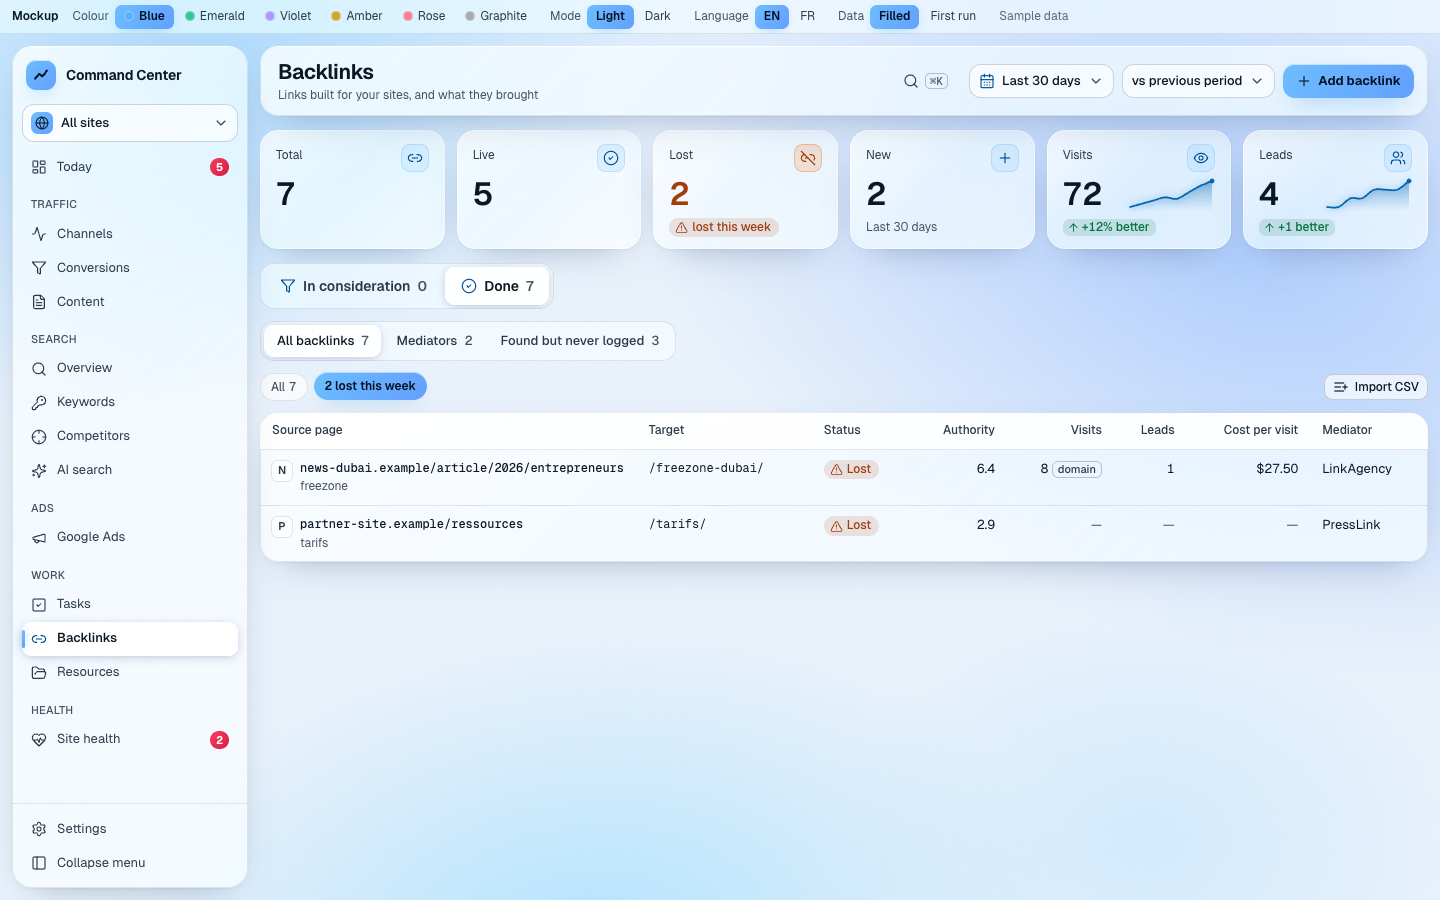 Mockup Colour Blue Emerald Violet Amber Rose Graphite Mode Light Dark Language EN FR Data Filled First run Sample data
Command Center
All sites
Today 5
TRAFFIC
Channels
Conversions
Content
SEARCH
Overview
Keywords
Competitors
AI search
ADS
Google Ads
WORK
Tasks
Backlinks
Resources
HEALTH
Site health 2
Settings
Collapse menu
Backlinks
Links built for your sites, and what they brought
⌘K Last 30 days vs previous period Add backlink
Total
7
Live
5
Lost
2
lost this week
New
2
Last 30 days
Visits
72
+12% better
Leads
4
+1 better
In consideration 0 Done 7
All backlinks 7 Mediators 2 Found but never logged 3
All 7 2 lost this week Import CSV
Source page Target Status Authority Visits Leads Cost per visit Mediator
N news-dubai.example/article/2026/entrepreneurs /freezone-dubai/ Lost 6.4 8 domain 1 $27.50 LinkAgency
freezone
P partner-site.example/ressources /tarifs/ Lost 2.9 — — — PressLink
tarifs